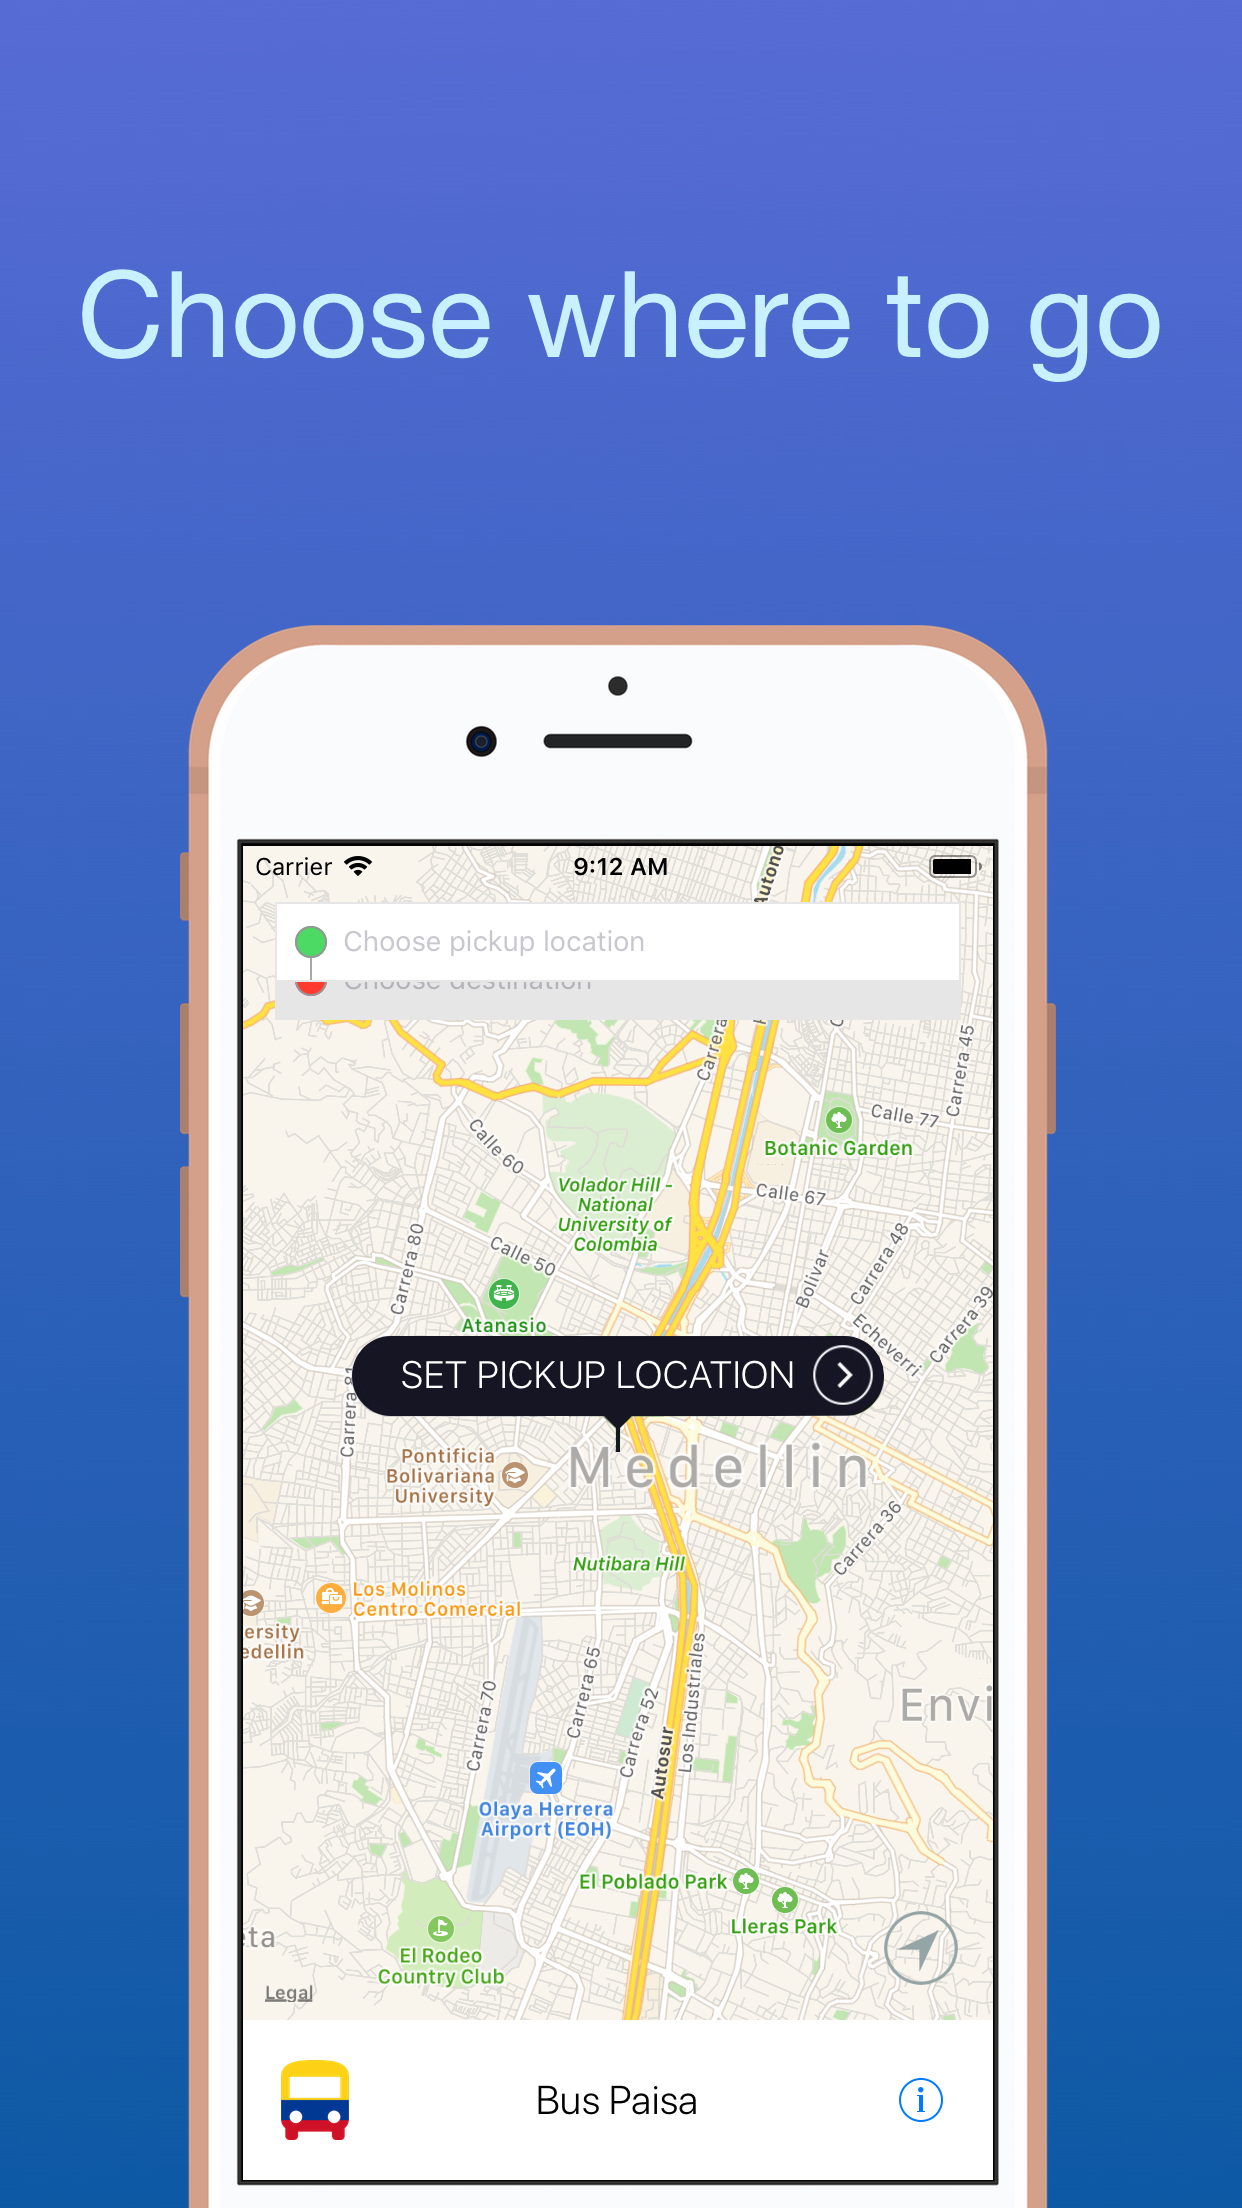 Choose where to go
Carrier
9:12 AM
Autono
Choose pickup location
Choose destination
Carrera
Carrera 45
Calle 77
Botanic Garden
Calle 60
Volador Hill -
National
University of
Colombia
Calle 67
Carrera 80
Calle 50
Bolivar
Carrera 48
Carrera 39
Echeverri
Atanasio
SET PICKUP LOCATION
Carrera 81
Pontificia
Bolivariana
University
Medellin
Carrera 36
Nutibara Hill
Los Molinos
Centro Comercial
ersity
edellin
Carrera 65
Los Industriales
Carrera 70
Carrera 52
Envi
Autosur
Olaya Herrera
Airport (EOH)
El Poblado Park
Lleras Park
eta
El Rodeo
Country Club
Legal
Bus Paisa